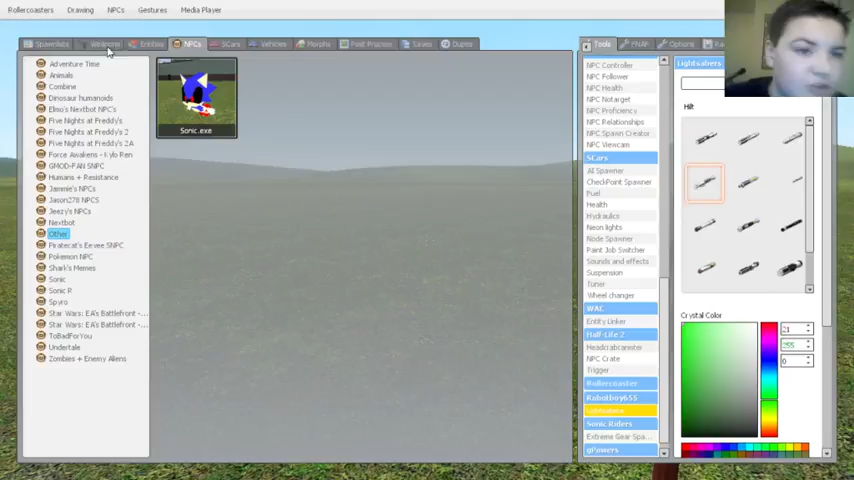 Rollercoasters Drawing NPCs Gestures Media Player
Spawnlists Weapons Entities NPCs SCars Vehicles Morphs Post Process Saves Dupes
Tools FNAF Options
Adventure Time
Animals
Combine
Dinosaur humanoids
Elmo's Nextbot NPC's
Five Nights at Freddy's
Five Nights at Freddy's 2
Five Nights at Freddy's 2A
Force Awakens - Kylo Ren
GMOD-FAN SNPC
Humans + Resistance
Jammie's NPCs
Jason278 NPCS
Jeezy's NPCs
Nextbot
Other
Piratecat's Eevee SNPC
Pokemon NPC
Shark's Memes
Sonic
Sonic R
Spyro
Star Wars: EA's Battlefront -...
Star Wars: EA's Battlefront -...
ToBadForYou
Undertale
Zombies + Enemy Aliens
Sonic.exe
NPC Controller
NPC Follower
NPC Health
NPC Notarget
NPC Proficiency
NPC Relationships
NPC Spawn Creator
NPC Viewcam
SCars
AI Spawner
CheckPoint Spawner
Fuel
Health
Hydraulics
Neon lights
Node Spawner
Paint Job Switcher
Sounds and effects
Suspension
Tuner
Wheel changer
WAC
Entity Linker
Half-Life 2
Headcrabcanister
NPC Crate
Trigger
Rollercoaster
Robotboy655
Lightsabers
Sonic Riders
Extreme Gear Spa...
gPowers
Lightsabers
Hilt
Crystal Color
21
255
0